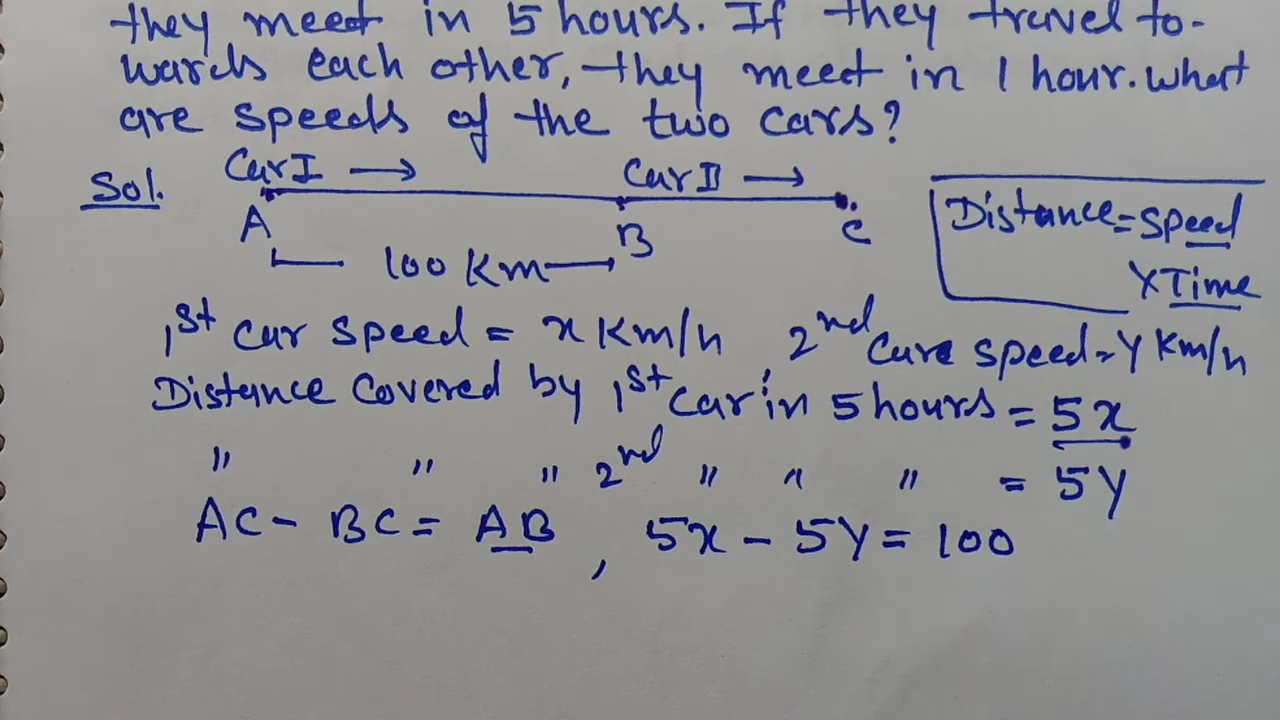 they meet in 5 hours. If they travel to-
wards each other, they meet in 1 hour. what
are speeds of the two cars?
Sol. Car I → Car II →
A B C
100 Km
Distance = speed
X Time
1st car speed = x Km/h, 2nd Care speed = Y Km/h
Distance Covered by 1st car in 5 hours = 5x
" " " 2nd " " " = 5Y
AC - BC = AB, 5x - 5Y = 100